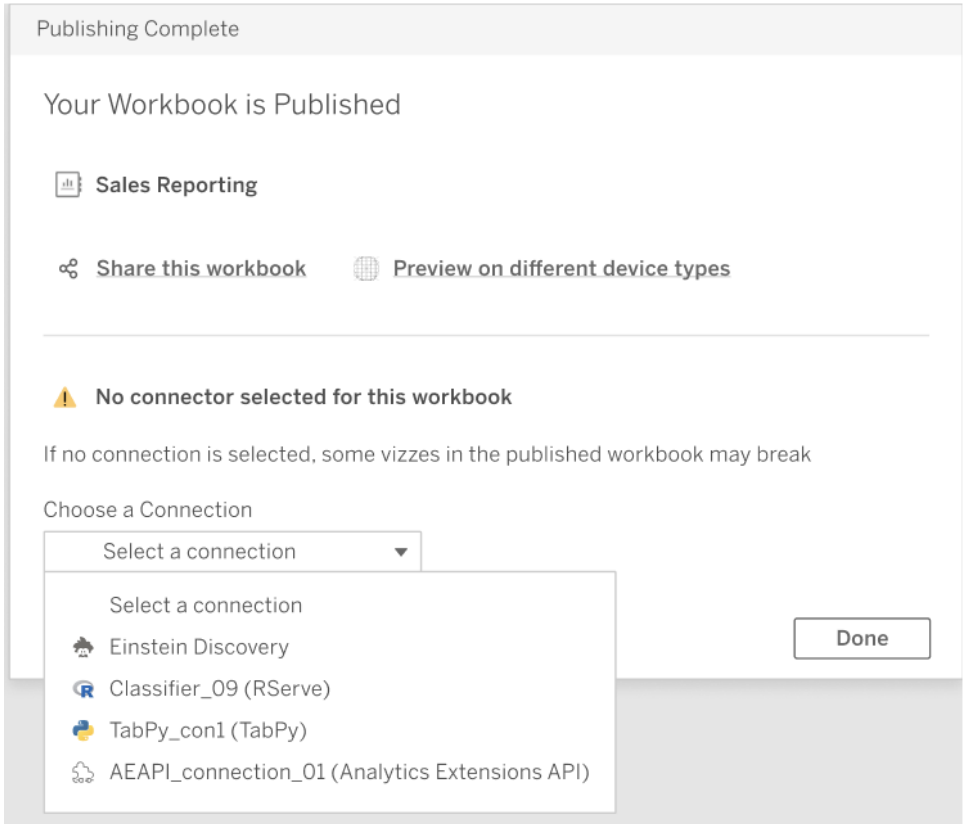 Publishing Complete
Your Workbook is Published
Sales Reporting
Share this workbook
Preview on different device types
No connector selected for this workbook
If no connection is selected, some vizzes in the published workbook may break
Choose a Connection
Select a connection
Select a connection
Einstein Discovery
Done
Classifier_09 (RServe)
TabPy_con1 (TabPy)
AEAPI_connection_01 (Analytics Extensions API)